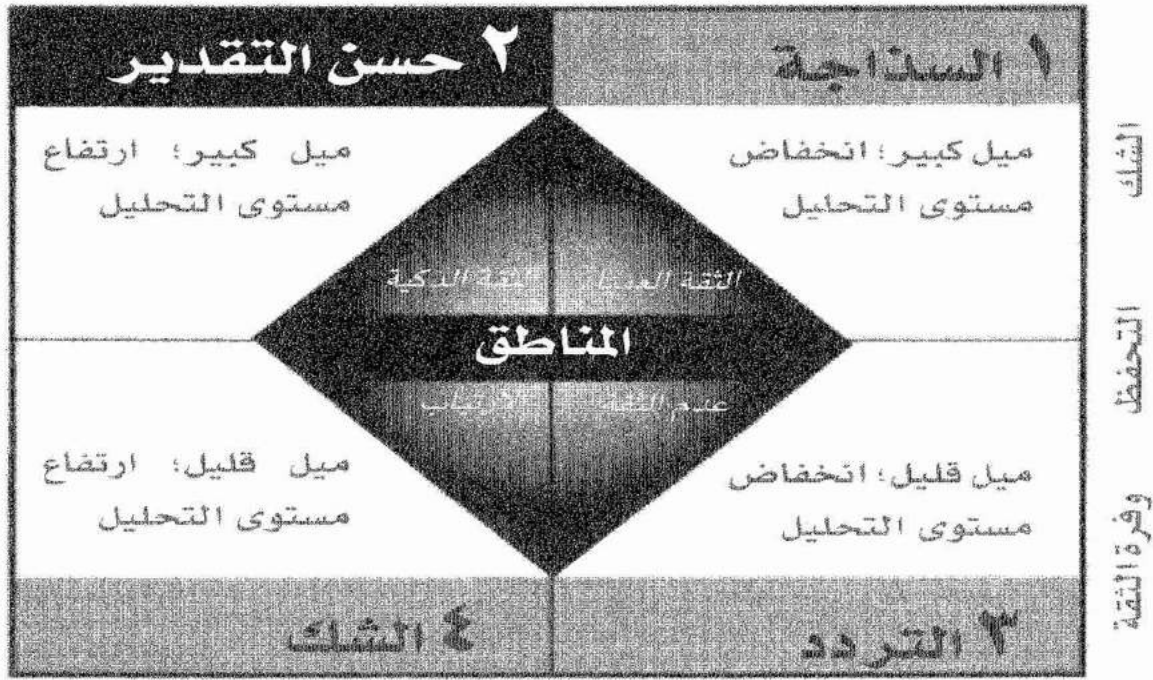 ١ السذاجة
٢ حسن التقدير
ميل كبير؛ انخفاض
مستوى التحليل
ميل كبير؛ ارتفاع
مستوى التحليل
الثقة العمياء
الثقة الذكية
المناطق
عدم الثقة
الارتياب
ميل قليل؛ انخفاض
مستوى التحليل
ميل قليل؛ ارتفاع
مستوى التحليل
٣ التردد
٤ الشك
الشك
التحفظ
وفرة الثقة